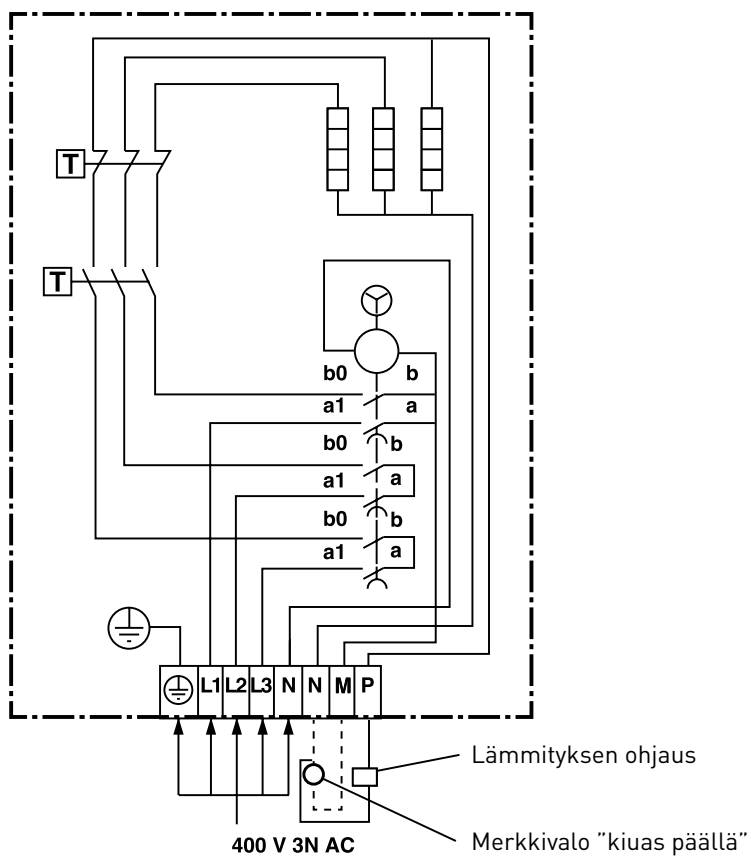 T
T
b0 b
a1 a
b0 b
a1 a
b0 b
a1 a
L1 L2 L3 N N M P
Lämmityksen ohjaus
400 V 3N AC
Merkkivalo ”kiuas päällä”